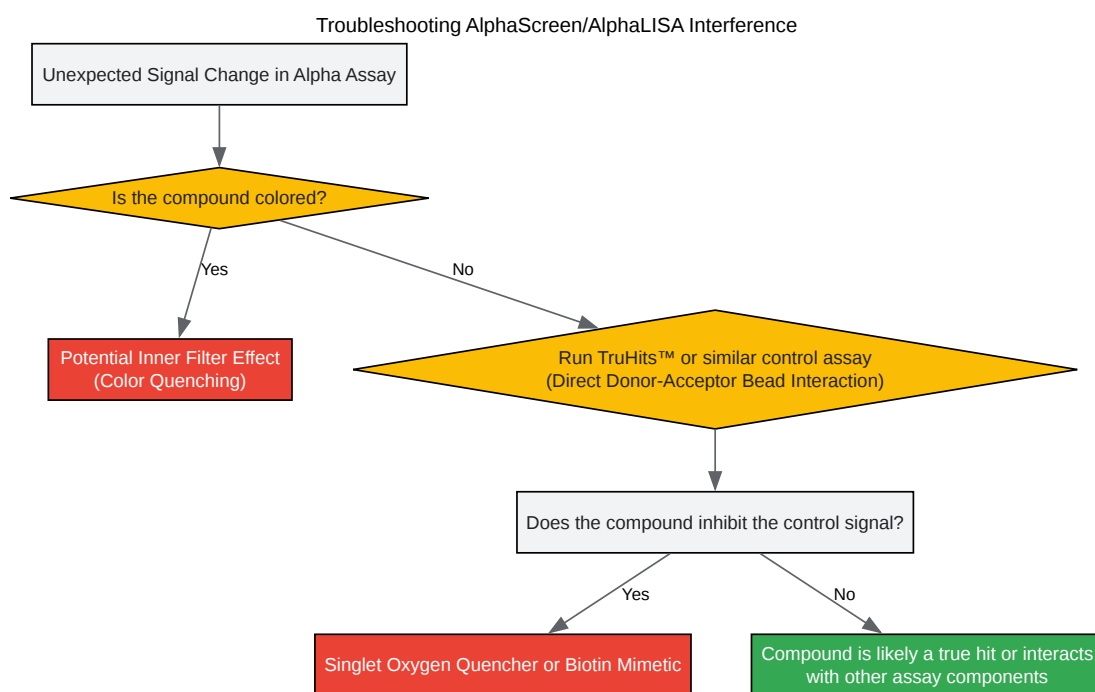 Troubleshooting AlphaScreen/AlphaLISA Interference
Unexpected Signal Change in Alpha Assay
Is the compound colored?
Yes
No
Potential Inner Filter Effect
(Color Quenching)
Run TruHits™ or similar control assay
(Direct Donor-Acceptor Bead Interaction)
Does the compound inhibit the control signal?
Yes
No
Singlet Oxygen Quencher or Biotin Mimetic
Compound is likely a true hit or interacts
with other assay components